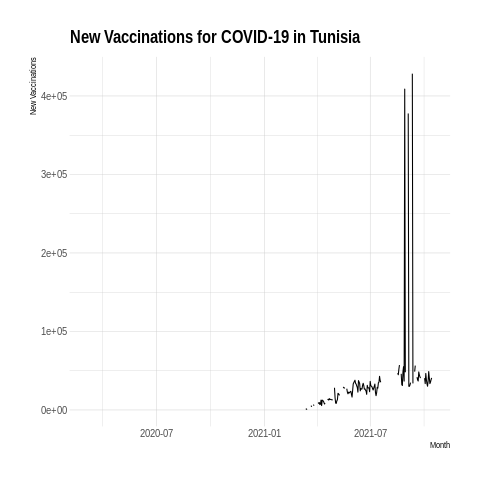 New Vaccinations for COVID-19 in Tunisia
New Vaccinations
4e+05
3e+05
2e+05
1e+05
0e+00
2020-07
2021-01
2021-07
Month